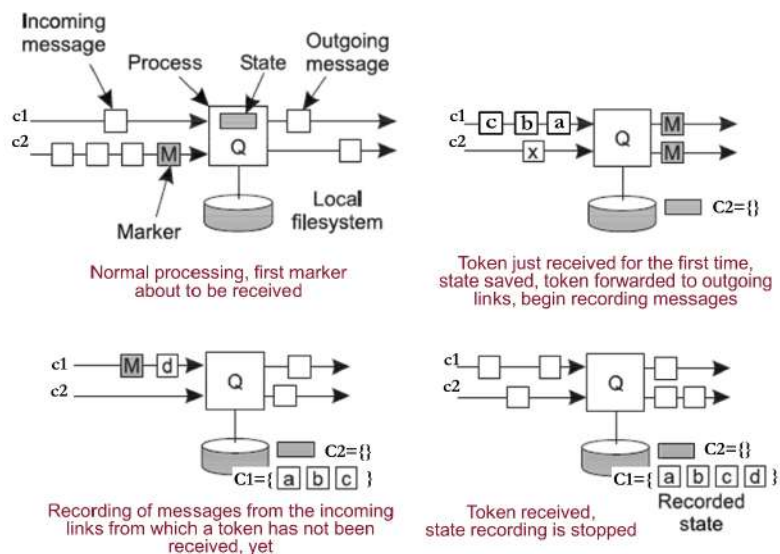 Incoming
message
Process
State
Outgoing
message
c1
c2
M
Q
Marker
Local
filesystem
Normal processing, first marker
about to be received
c1
c b a
M
c2
x
Q
M
C2={}
Token just received for the first time,
state saved, token forwarded to outgoing
links, begin recording messages
c1
M d
c2
Q
C2={}
C1={ a b c }
Recording of messages from the incoming
links from which a token has not been
received, yet
c1
c2
Q
C2={}
C1={ a b c d }
Recorded
state
Token received,
state recording is stopped